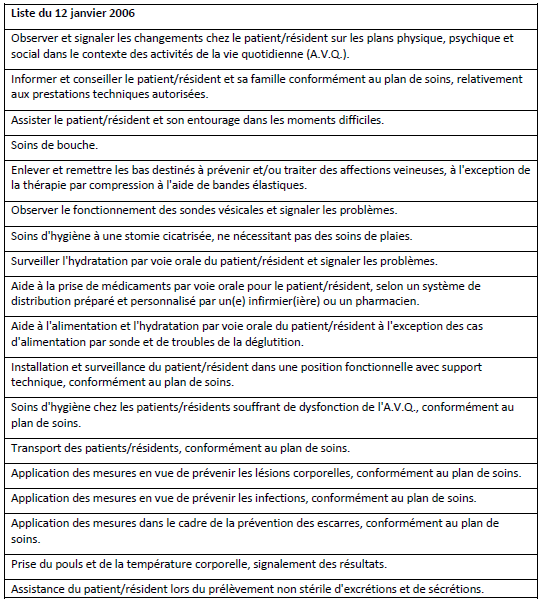 Liste du 12 janvier 2006
Observer et signaler les changements chez le patient/résident sur les plans physique, psychique et
social dans le contexte des activités de la vie quotidienne (A.V.Q.).
Informer et conseiller le patient/résident et sa famille conformément au plan de soins, relativement
aux prestations techniques autorisées.
Assister le patient/résident et son entourage dans les moments difficiles.
Soins de bouche.
Enlever et remettre les bas destinés à prévenir et/ou traiter des affections veineuses, à l'exception de
la thérapie par compression à l'aide de bandes élastiques.
Observer le fonctionnement des sondes vésicales et signaler les problèmes.
Soins d'hygiène à une stomie cicatrisée, ne nécessitant pas des soins de plaies.
Surveiller l'hydratation par voie orale du patient/résident et signaler les problèmes.
Aide à la prise de médicaments par voie orale pour le patient/résident, selon un système de
distribution préparé et personnalisé par un(e) infirmier(ière) ou un pharmacien.
Aide à l'alimentation et l'hydratation par voie orale du patient/résident à l'exception des cas
d'alimentation par sonde et de troubles de la déglutition.
Installation et surveillance du patient/résident dans une position fonctionnelle avec support
technique, conformément au plan de soins.
Soins d'hygiène chez les patients/résidents souffrant de dysfonction de l'A.V.Q., conformément au
plan de soins.
Transport des patients/résidents, conformément au plan de soins.
Application des mesures en vue de prévenir les lésions corporelles, conformément au plan de soins.
Application des mesures en vue de prévenir les infections, conformément au plan de soins.
Application des mesures dans le cadre de la prévention des escarres, conformément au plan de
soins.
Prise du pouls et de la température corporelle, signalement des résultats.
Assistance du patient/résident lors du prélèvement non stérile d'excrétions et de sécrétions.